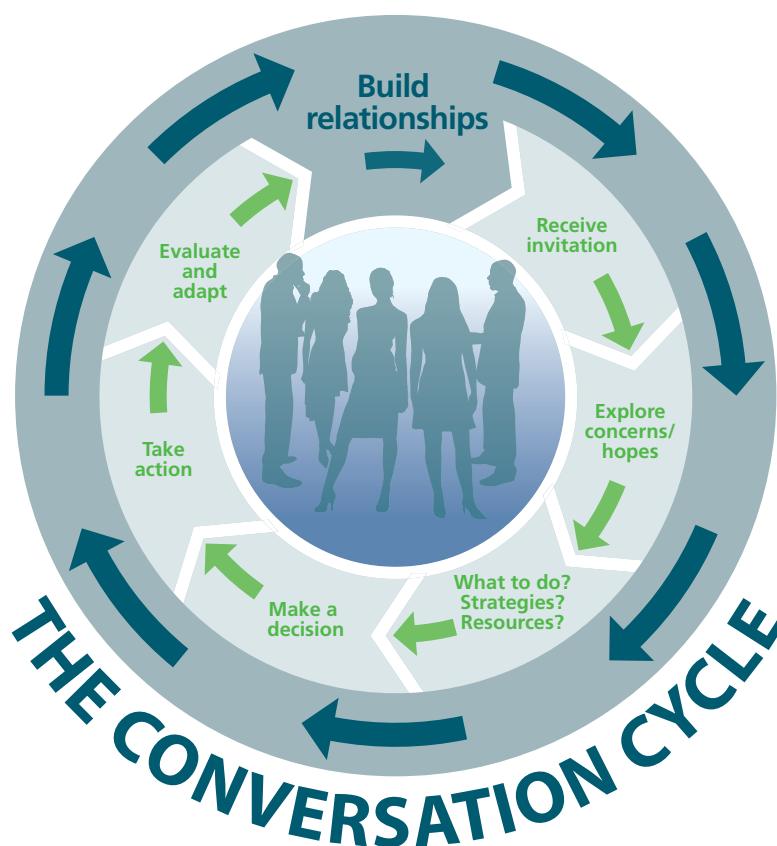 Build
relationships
Receive
invitation
Explore
concerns/
hopes
What to do?
Strategies?
Resources?
Make a
decision
Take
action
Evaluate
and
adapt
THE CONVERSATION CYCLE